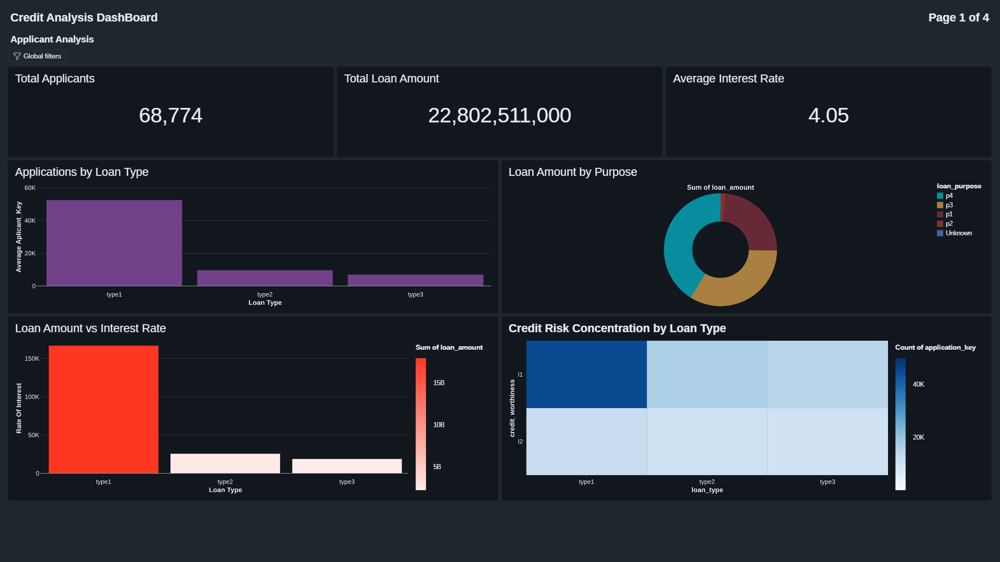 Credit Analysis DashBoard
Page 1 of 4
Applicant Analysis
Global filters
Total Applicants
68,774
Total Loan Amount
22,802,511,000
Average Interest Rate
4.05
Applications by Loan Type
60K
40K
20K
0
Average Aplicant_Key
type1
type2
type3
Loan Type
Loan Amount by Purpose
Sum of loan_amount
loan_purpose
p4
p3
p1
p2
Unknown
Loan Amount vs Interest Rate
150K
100K
50K
0
Rate Of Interest
type1
type2
type3
Loan Type
Sum of loan_amount
15B
10B
5B
Credit Risk Concentration by Loan Type
credit_worthiness
l1
l2
type1
type2
type3
loan_type
Count of application_key
40K
20K